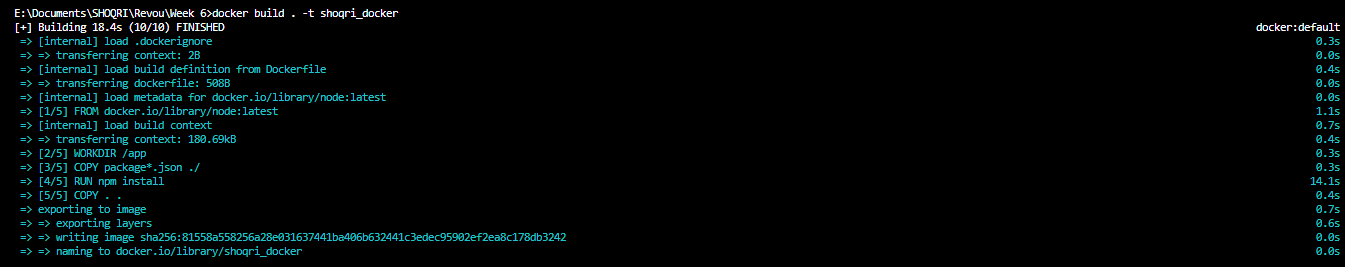 E:\Documents\SHOQRI\Revou\Week 6>docker build . -t shoqri_docker
[+] Building 18.4s (10/10) FINISHED docker:default
=> [internal] load .dockerignore 0.3s
=> => transferring context: 2B 0.0s
=> [internal] load build definition from Dockerfile 0.4s
=> => transferring dockerfile: 508B 0.0s
=> [internal] load metadata for docker.io/library/node:latest 0.0s
=> [1/5] FROM docker.io/library/node:latest 1.1s
=> [internal] load build context 0.7s
=> => transferring context: 180.69kB 0.4s
=> [2/5] WORKDIR /app 0.3s
=> [3/5] COPY package*.json ./ 0.3s
=> [4/5] RUN npm install 14.1s
=> [5/5] COPY . . 0.4s
=> exporting to image 0.7s
=> => exporting layers 0.6s
=> => writing image sha256:81558a558256a28e031637441ba406b632441c3edec95902ef2ea8c178db3242 0.0s
=> => naming to docker.io/library/shoqri_docker 0.0s